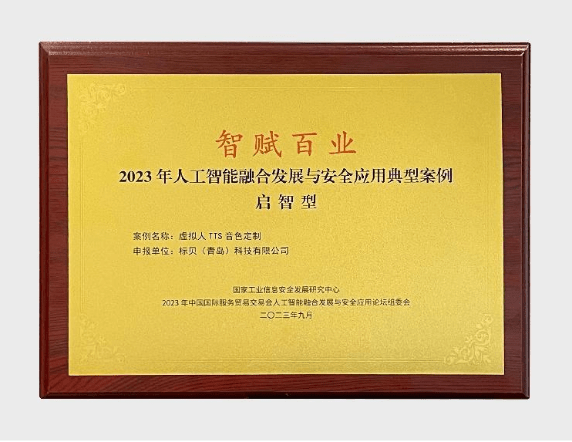 智赋百业
2023年人工智能融合发展与安全应用典型案例
启智型
案例名称：虚拟人TTS音色定制
申报单位：标贝（青岛）科技有限公司
国家工业信息安全发展研究中心
2023年中国国际服务贸易交易会人工智能融合发展与安全应用论坛组委会
二〇二三年九月